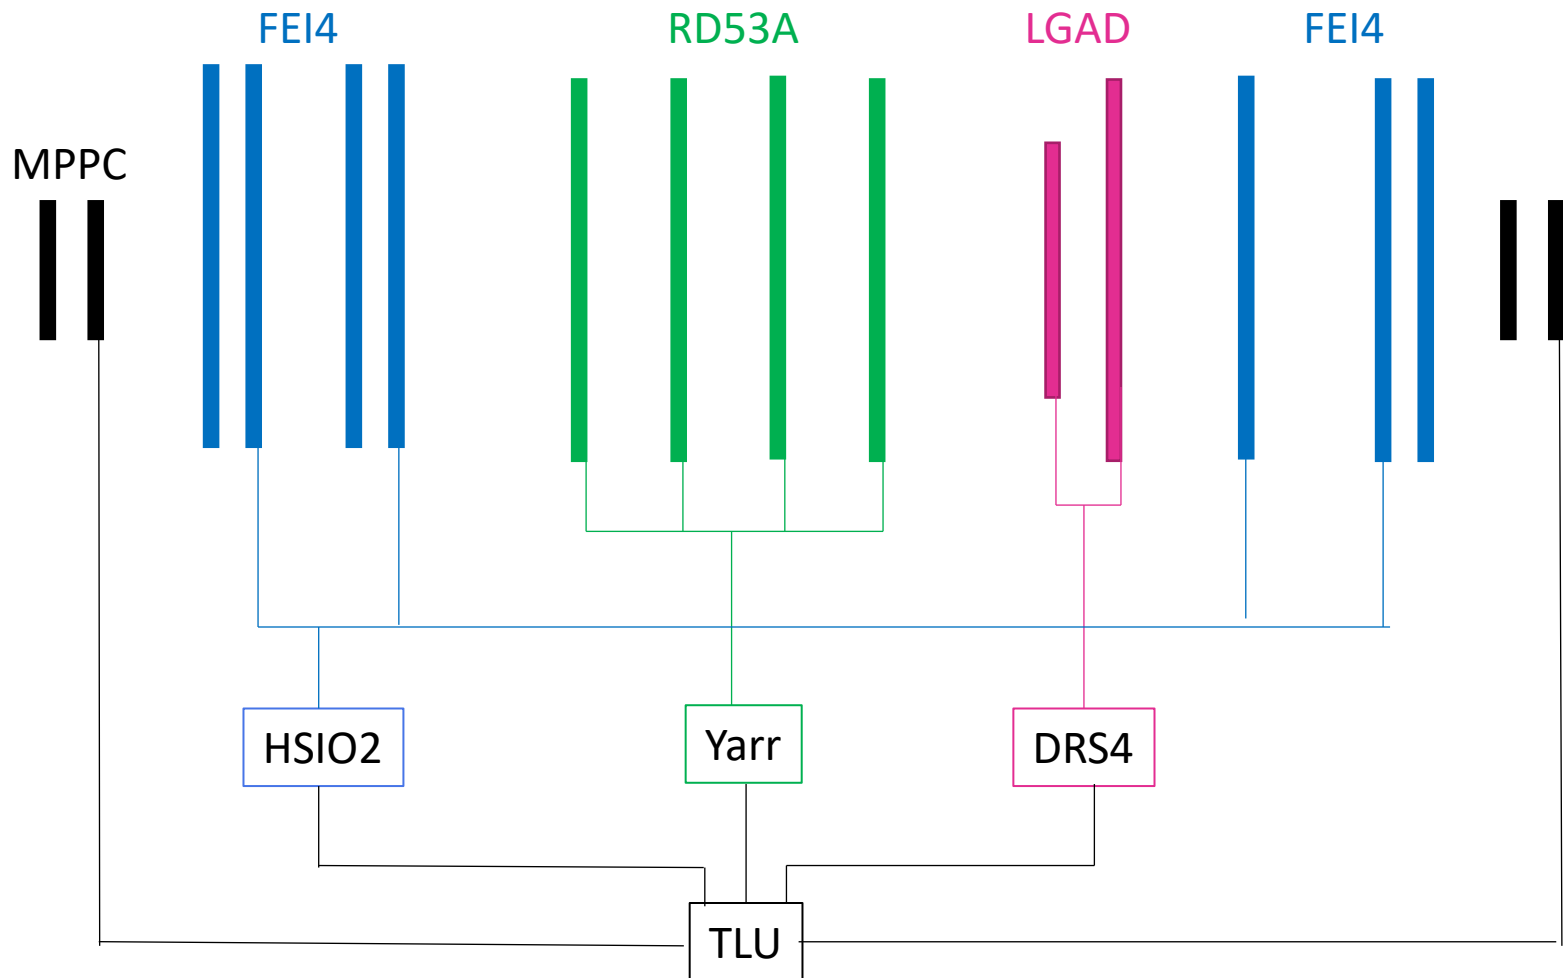 FEI4
RD53A
LGAD
FEI4
MPPC
HSIO2
Yarr
DRS4
TLU